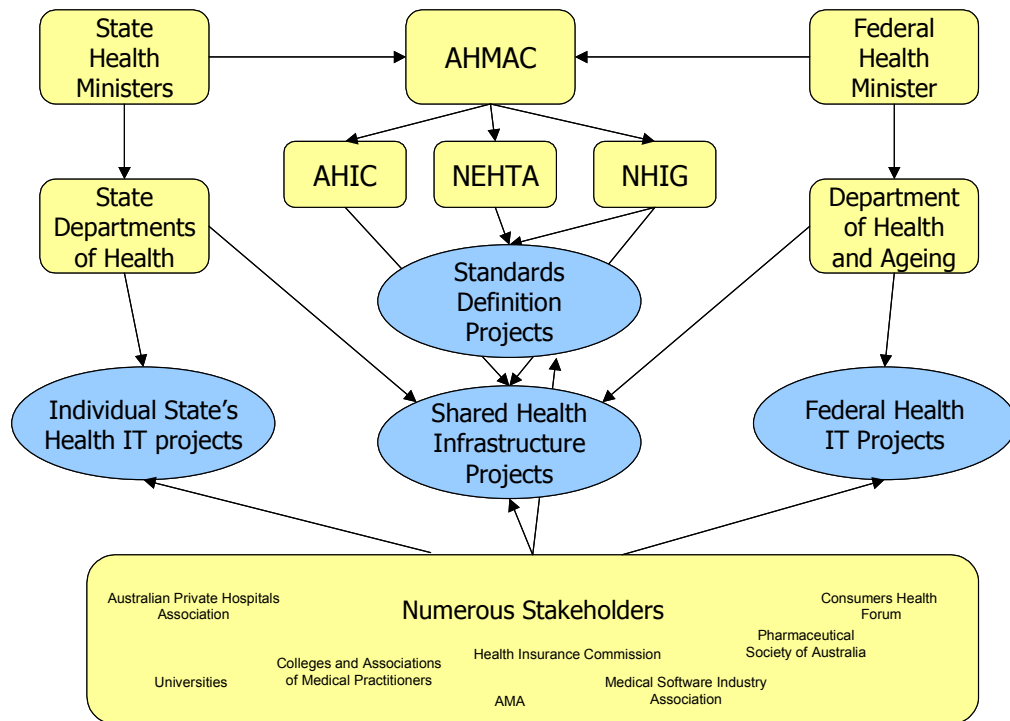 State
Health
Ministers
AHMAC
Federal
Health
Minister
AHIC
NEHTA
NHIG
State
Departments
of Health
Department
of Health
and Ageing
Standards
Definition
Projects
Individual State's
Health IT projects
Shared Health
Infrastructure
Projects
Federal Health
IT Projects
Numerous Stakeholders
Australian Private Hospitals
Association
Consumers Health
Forum
Pharmaceutical
Society of Australia
Health Insurance Commission
Colleges and Associations
of Medical Practitioners
Universities
Medical Software Industry
Association
AMA